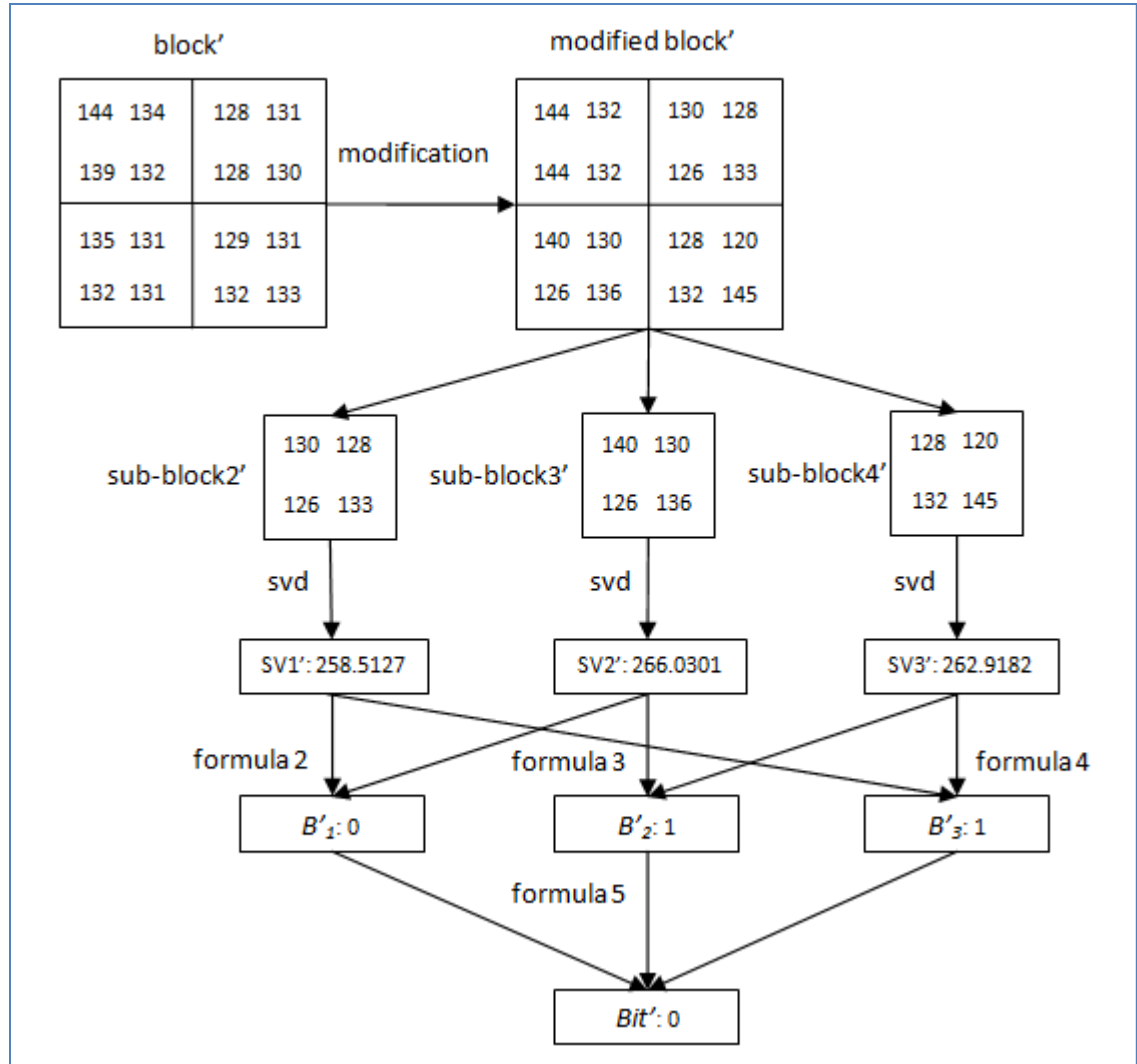 block’
modified block’
144 134 128 131
139 132 128 130
135 131 129 131
132 131 132 133
modification
144 132 130 128
144 132 126 133
140 130 128 120
126 136 132 145
sub-block2’
130 128
126 133
sub-block3’
140 130
126 136
sub-block4’
128 120
132 145
svd
svd
svd
SV1’: 258.5127
SV2’: 266.0301
SV3’: 262.9182
formula 2
formula 3
formula 4
B’₁: 0
B’₂: 1
B’₃: 1
formula 5
Bit’: 0